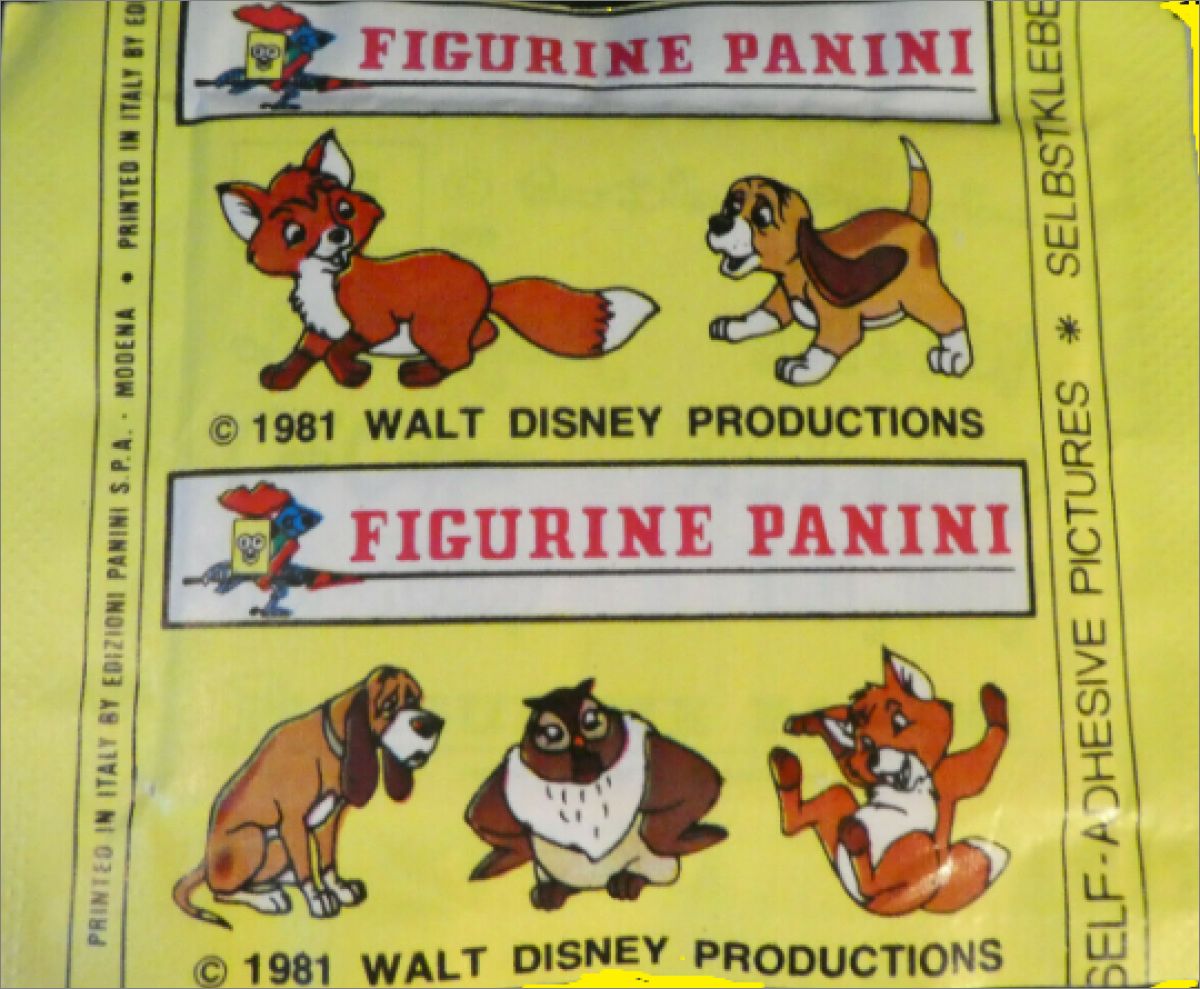 FIGURINE PANINI
© 1981 WALT DISNEY PRODUCTIONS
FIGURINE PANINI
© 1981 WALT DISNEY PRODUCTIONS
PRINTED IN ITALY BY EDIZIONI PANINI S.P.A. · MODENA • PRINTED IN ITALY BY ED
SELF-ADHESIVE PICTURES * SELBSTKLEBE